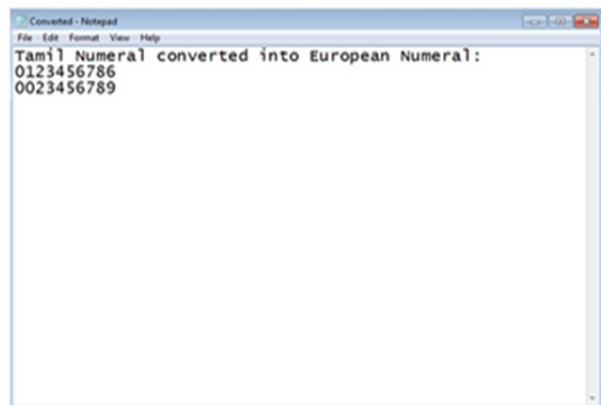 Converted - Notepad
File Edit Format View Help
Tamil Numeral converted into European Numeral:
0123456786
0023456789